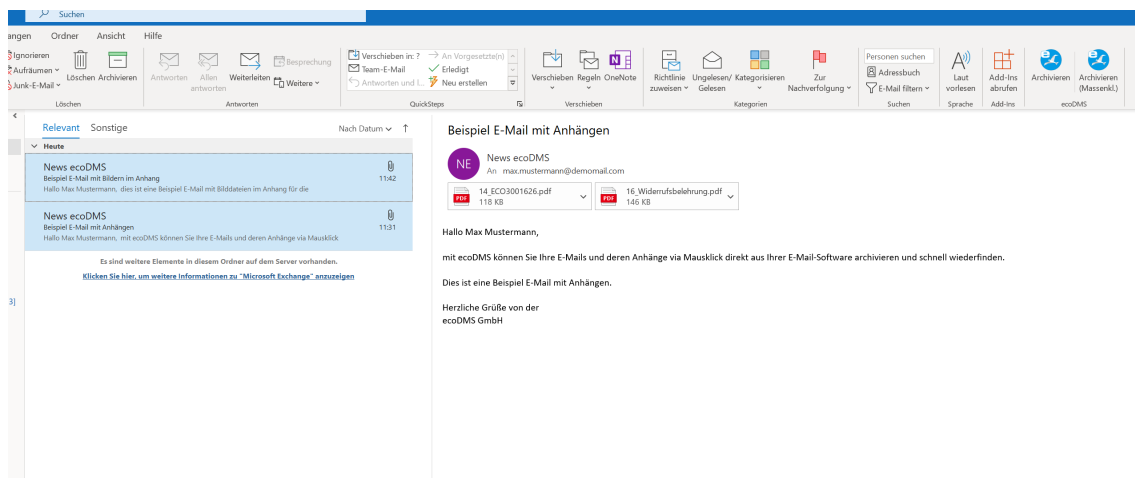 Suchen
angen Ordner Ansicht Hilfe
Ignorieren
Aufräumen
Junk-E-Mail
Löschen Archivieren
Löschen
Antworten
Allen antworten
Weiterleiten
Besprechung
Weitere
Antworten
Verschieben in: ?
Team-E-Mail
Antworten und l...
An Vorgesetzte(n)
Erledigt
Neu erstellen
QuickSteps
Verschieben Regeln OneNote
Verschieben
Richtlinie zuweisen
Ungelesen/ Gelesen
Kategorisieren
Zur Nachverfolgung
Kategorien
Personen suchen
Adressbuch
E-Mail filtern
Suchen
Laut vorlesen
Sprache
Add-Ins abrufen
Add-Ins
Archivieren
Archivieren (Massenkl.)
ecoDMS
Relevant Sonstige
Nach Datum
Heute
News ecoDMS
Beispiel E-Mail mit Bildern im Anhang 11:42
Hallo Max Mustermann, dies ist eine Beispiel E-Mail mit Bilddateien im Anhang für die
News ecoDMS
Beispiel E-Mail mit Anhängen 11:31
Hallo Max Mustermann, mit ecoDMS können Sie Ihre E-Mails und deren Anhänge via Mausklick
Es sind weitere Elemente in diesem Ordner auf dem Server vorhanden.
Klicken Sie hier, um weitere Informationen zu "Microsoft Exchange" anzuzeigen
3]
Beispiel E-Mail mit Anhängen
NE
News ecoDMS
An max.mustermann@demomail.com
PDF
14_ECO3001626.pdf
118 KB
PDF
16_Widerrufsbelehrung.pdf
146 KB
Hallo Max Mustermann,
mit ecoDMS können Sie Ihre E-Mails und deren Anhänge via Mausklick direkt aus Ihrer E-Mail-Software archivieren und schnell wiederfinden.
Dies ist eine Beispiel E-Mail mit Anhängen.
Herzliche Grüße von der
ecoDMS GmbH